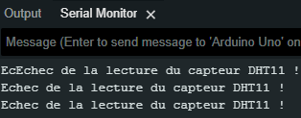 Output Serial Monitor ×
Message (Enter to send message to 'Arduino Uno' on
EcEchec de la lecture du capteur DHT11 !
Echec de la lecture du capteur DHT11 !
Echec de la lecture du capteur DHT11 !